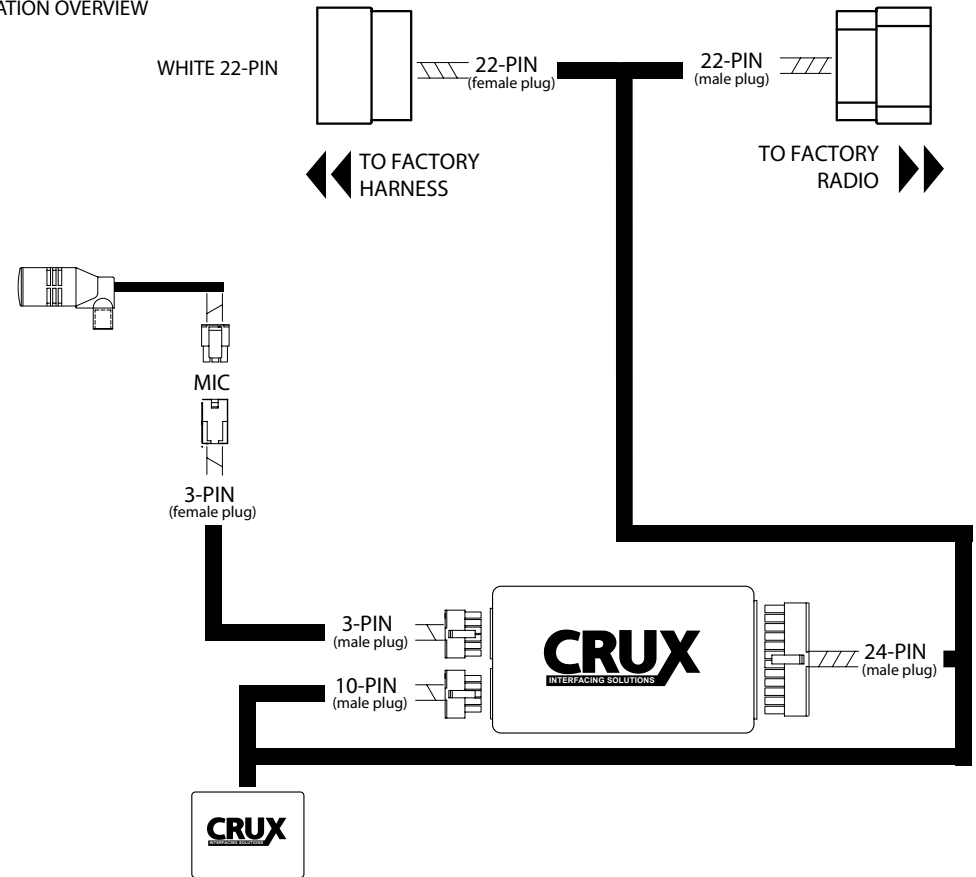 ATION OVERVIEW
WHITE 22-PIN
22-PIN
(female plug)
22-PIN
(male plug)
TO FACTORY
HARNESS
TO FACTORY
RADIO
MIC
3-PIN
(female plug)
3-PIN
(male plug)
CRUX
INTERFACING SOLUTIONS
24-PIN
(male plug)
10-PIN
(male plug)
CRUX
INTERFACING SOLUTIONS